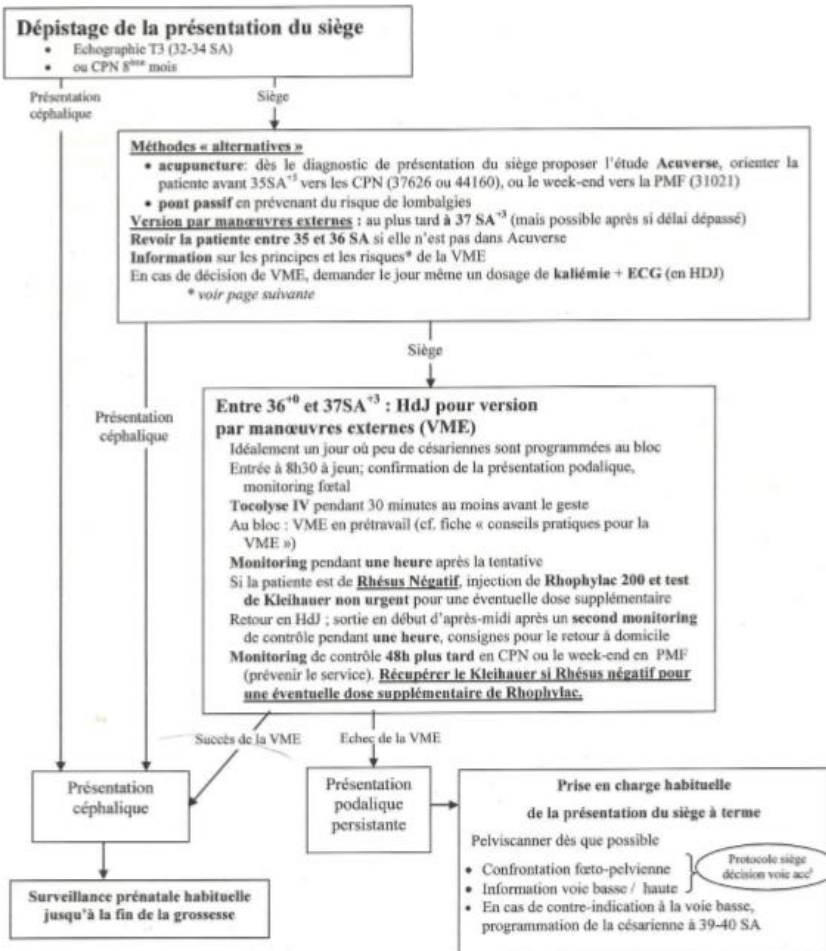 Dépistage de la présentation du siège
• Echographie T3 (32-34 SA)
• ou CPN 8ème mois
Présentation
céphalique
Siège
Méthodes « alternatives »
• acupuncture: dès le diagnostic de présentation du siège proposer l'étude Acuverse, orienter la
patiente avant 35SA+5 vers les CPN (37626 ou 44160), ou le week-end vers la PMF (31021)
• pont passif en prévenant du risque de lombalgies
Version par manœuvres externes : au plus tard à 37 SA+3 (mais possible après si délai dépassé)
Revoir la patiente entre 35 et 36 SA si elle n'est pas dans Acuverse
Information sur les principes et les risques* de la VME
En cas de décision de VME, demander le jour même un dosage de kaliémie + ECG (en HDJ)
* voir page suivante
Siège
Présentation
céphalique
Entre 36+0 et 37SA+3 : HdJ pour version
par manœuvres externes (VME)
Idéalement un jour où peu de césariennes sont programmées au bloc
Entrée à 8h30 à jeun; confirmation de la présentation podalique,
monitoring fœtal
Tocolyse IV pendant 30 minutes au moins avant le geste
Au bloc : VME en prétravail (cf. fiche « conseils pratiques pour la
VME »)
Monitoring pendant une heure après la tentative
Si la patiente est de Rhésus Négatif, injection de Rhophylac 200 et test
de Kleihauer non urgent pour une éventuelle dose supplémentaire
Retour en HdJ ; sortie en début d'après-midi après un second monitoring
de contrôle pendant une heure, consignes pour le retour à domicile
Monitoring de contrôle 48h plus tard en CPN ou le week-end en PMF
(prévenir le service). Récupérer le Kleihauer si Rhésus négatif pour
une éventuelle dose supplémentaire de Rhophylac.
Succès de la VME
Echec de la VME
Présentation
céphalique
Présentation
podalique
persistante
Prise en charge habituelle
de la présentation du siège à terme
Pelviscanner dès que possible
• Confrontation fœto-pelvienne
• Information voie basse / haute
• En cas de contre-indication à la voie basse,
programmation de la césarienne à 39-40 SA
Protocole siège
décision voie acct
Surveillance prénatale habituelle
jusqu'à la fin de la grossesse